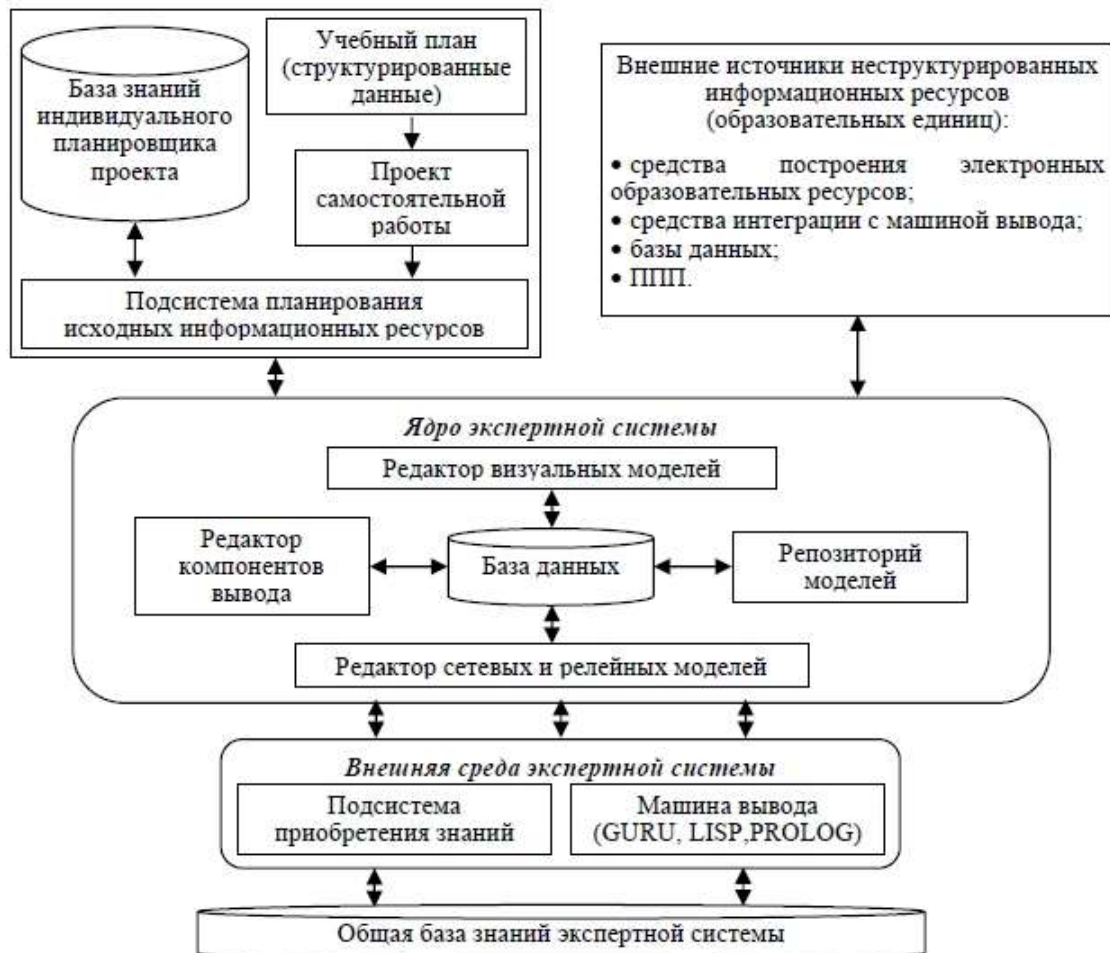 База знаний
индивидуального
планировщика
проекта
Учебный план
(структурированные
данные)
Проект
самостоятельной
работы
Подсистема планирования
исходных информационных ресурсов
Внешние источники неструктурированных
информационных ресурсов
(образовательных единиц):
• средства построения электронных
образовательных ресурсов;
• средства интеграции с машиной вывода;
• базы данных;
• ППП.
Ядро экспертной системы
Редактор визуальных моделей
Редактор
компонентов
вывода
База данных
Репозиторий
моделей
Редактор сетевых и релейных моделей
Внешняя среда экспертной системы
Подсистема
приобретения знаний
Машина вывода
(GURU, LISP,PROLOG)
Общая база знаний экспертной системы